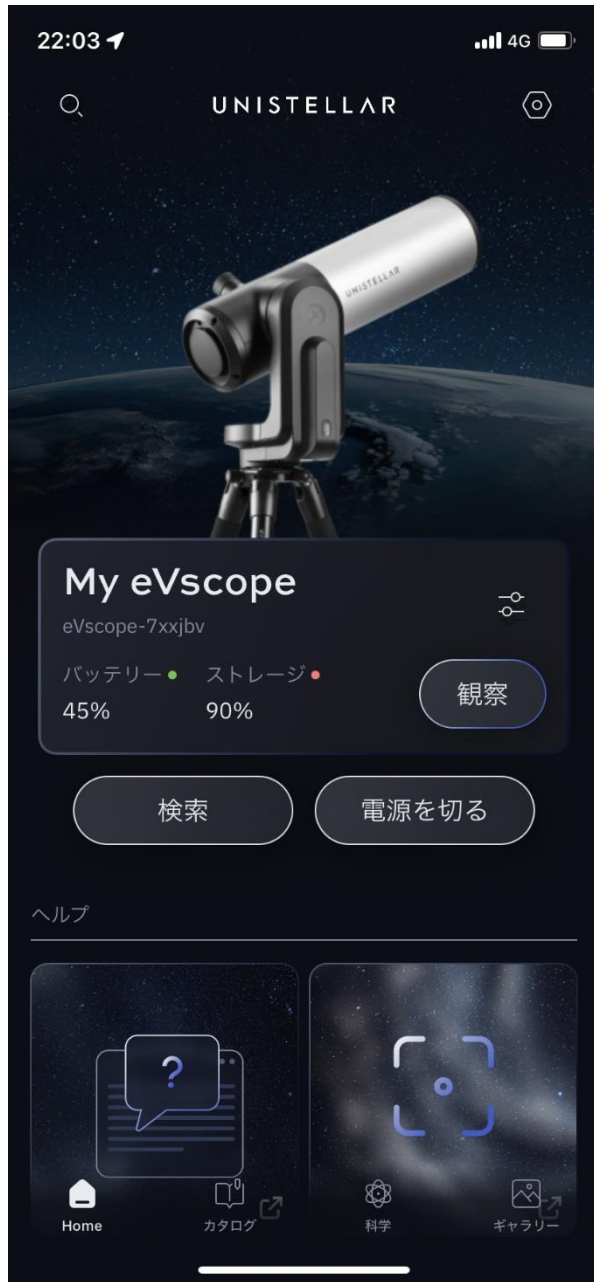 22:03
4G
UNISTELLAR
UNISTELLAR
My eVscope
eVscope-7xxjbv
バッテリー ストレージ
45% 90%
観察
検索 電源を切る
ヘルプ
?
Home カタログ 科学 ギャラリー